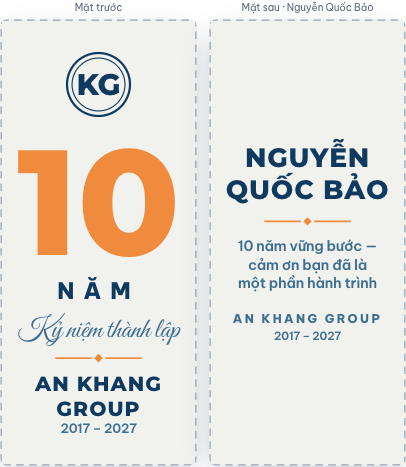 Mặt trước
KG
10
NĂM
Kỷ niệm thành lập
AN KHANG
GROUP
2017 – 2027
Mặt sau · Nguyễn Quốc Bảo
NGUYỄN
QUỐC BẢO
10 năm vững bước —
cảm ơn bạn đã là
một phần hành trình
AN KHANG GROUP
2017 – 2027